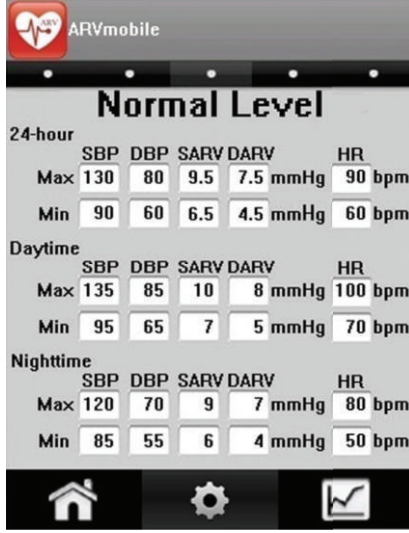 ARV
ARVmobile
Normal Level
24-hour
SBP DBP SARV DARV HR
Max 130 80 9.5 7.5 mmHg 90 bpm
Min 90 60 6.5 4.5 mmHg 60 bpm
Daytime
SBP DBP SARV DARV HR
Max 135 85 10 8 mmHg 100 bpm
Min 95 65 7 5 mmHg 70 bpm
Nighttime
SBP DBP SARV DARV HR
Max 120 70 9 7 mmHg 80 bpm
Min 85 55 6 4 mmHg 50 bpm